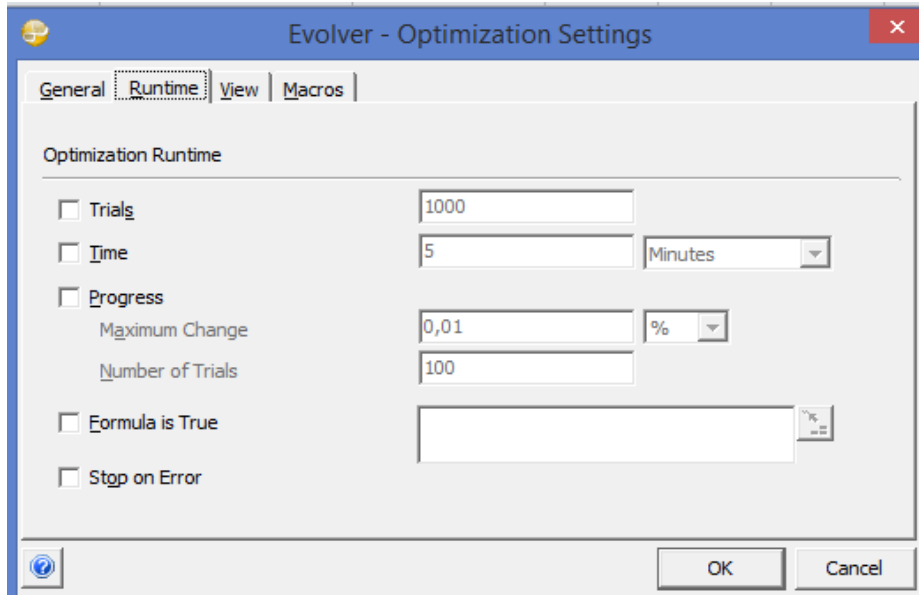 Evolver - Optimization Settings
General Runtime View Macros
Optimization Runtime
Trials 1000
Time 5 Minutes
Progress
Maximum Change 0,01 %
Number of Trials 100
Formula is True
Stop on Error
OK Cancel